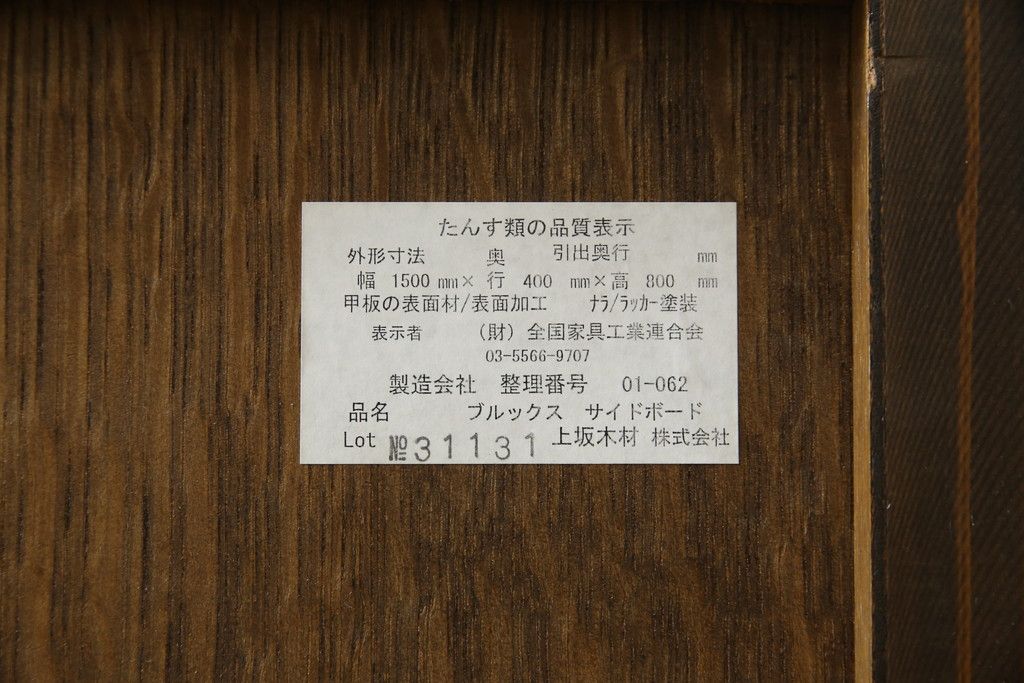 たんす類の品質表示
外形寸法 奥 引出奥行 mm
幅 1500 mm× 行 400 mm×高 800 mm
甲板の表面材/表面加工 ナラ/ラッカー塗装
表示者 (財) 全国家具工業連合会
03-5566-9707
製造会社 整理番号 01-062
品名 ブルックス サイドボード
Lot №31131 上坂木材 株式会社